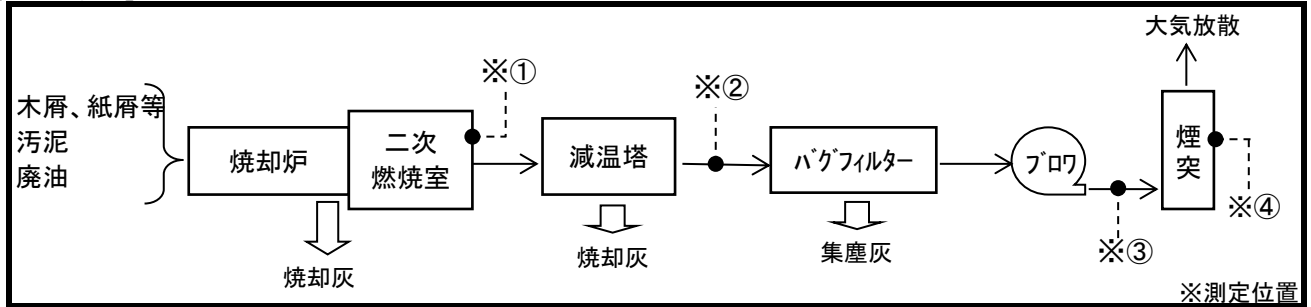 大気放散
※①
※②
木屑、紙屑等
汚泥
廃油
焼却炉
二次
燃焼室
減温塔
ﾊﾞｸﾞﾌｨﾙﾀｰ
ﾌﾞﾛﾜ
煙
突
※④
※③
焼却灰
焼却灰
集塵灰
※測定位置